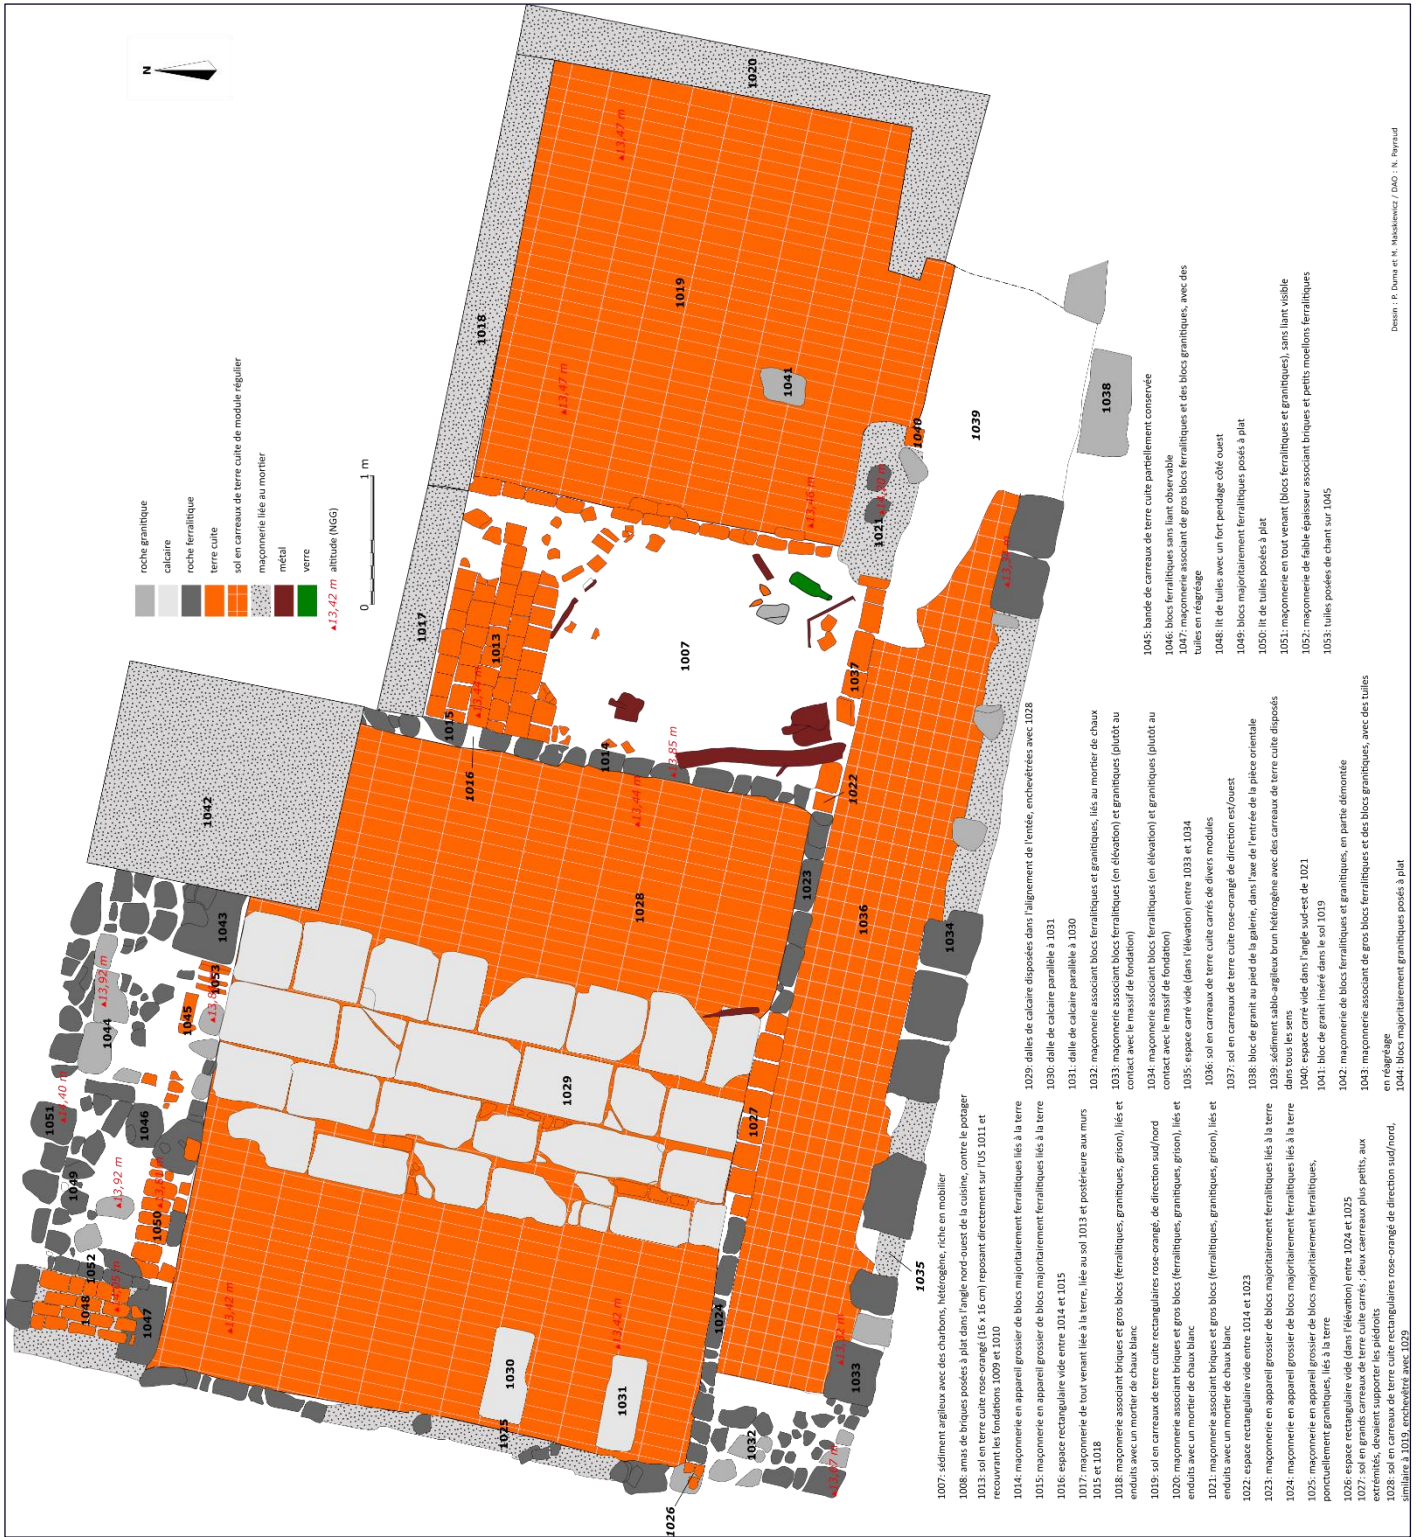 N
roche granitique
calcaire
roche ferralitique
terre cuite
sol en carreaux de terre cuite de module régulier
maçonnerie liée au mortier
métal
verre
▲13,42 m altitude (NGG)
0 1 m
1020
▲13,47 m
1019
1018
▲13,47 m
1041
1038
1039
1040
▲13,46 m
1021
1017
1013
▲13,44 m
1015
1016
1014
1007
▲13,85 m
1037
1022
▲13,44 m
1042
1028
1023
1036
1034
1043
▲13,92 m
1044
1053
1045
1029
1027
1051
1046
1049
▲13,92 m
▲13,81 m
1050
1052
1048
1047
▲13,42 m
1030
1031
▲13,42 m
1024
1025
1026
1032
1033
1035
1007: sédiment argileux avec des charbons, hétérogène, riche en mobilier
1008: amas de briques posées à plat dans l'angle nord-ouest de la cuisine, contre le potager
1013: sol en terre cuite rose-orangé (16 x 16 cm) reposant directement sur l'US 1011 et
recouvrant les fondations 1009 et 1010
1014: maçonnerie en appareil grossier de blocs majoritairement ferralitiques liés à la terre
1015: maçonnerie en appareil grossier de blocs majoritairement ferralitiques liés à la terre
1016: espace rectangulaire vide entre 1014 et 1015
1017: maçonnerie de tout venant liée à la terre, liée au sol 1013 et postérieure aux murs
1015 et 1018
1018: maçonnerie associant briques et gros blocs (ferralitiques, granitiques, grison), liés et
enduits avec un mortier de chaux blanc
1019: sol en carreaux de terre cuite rectangulaires rose-orangé, de direction sud/nord
1020: maçonnerie associant briques et gros blocs (ferralitiques, granitiques, grison), liés et
enduits avec un mortier de chaux blanc
1021: maçonnerie associant briques et gros blocs (ferralitiques, granitiques, grison), liés et
enduits avec un mortier de chaux blanc
1022: espace rectangulaire vide entre 1014 et 1023
1023: maçonnerie en appareil grossier de blocs majoritairement ferralitiques liés à la terre
1024: maçonnerie en appareil grossier de blocs majoritairement ferralitiques liés à la terre
1025: maçonnerie en appareil grossier de blocs majoritairement ferralitiques,
ponctuellement granitiques, liés à la terre
1026: espace rectangulaire vide (dans l'élévation) entre 1024 et 1025
1027: sol en grands carreaux de terre cuite carrés ; deux caerreaux plus petits, aux
extrémités, devaient supporter les piédroits
1028: sol en carreaux de terre cuite rectangulaires rose-orangé de direction sud/nord,
similaire à 1019, enchevêtré avec 1029
1029: dalles de calcaire disposées dans l'alignement de l'entée, enchevêtrées avec 1028
1030: dalle de calcaire parallèle à 1031
1031: dalle de calcaire parallèle à 1030
1032: maçonnerie associant blocs ferralitiques et granitiques, liés au mortier de chaux
1033: maçonnerie associant blocs ferralitiques (en élévation) et granitiques (plutôt au
contact avec le massif de fondation)
1034: maçonnerie associant blocs ferralitiques (en élévation) et granitiques (plutôt au
contact avec le massif de fondation)
1035: espace carré vide (dans l'élévation) entre 1033 et 1034
1036: sol en carreaux de terre cuite carrés de divers modules
1037: sol en carreaux de terre cuite rose-orangé de direction est/ouest
1038: bloc de granit au pied de la galerie, dans l'axe de l'entrée de la pièce orientale
1039: sédiment sablo-argileux brun hétérogène avec des carreaux de terre cuite disposés
dans tous les sens
1040: espace carré vide dans l'angle sud-est de 1021
1041: bloc de granit inséré dans le sol 1019
1042: maçonnerie de blocs ferralitiques et granitiques, en partie démontée
1043: maçonnerie associant de gros blocs ferralitiques et des blocs granitiques, avec des tuiles
en réagréage
1044: blocs majoritairement granitiques posés à plat
1045: bande de carreaux de terre cuite partiellement conservée
1046: blocs ferralitiques sans liant observable
1047: maçonnerie associant de gros blocs ferralitiques et des blocs granitiques, avec des
tuiles en réagréage
1048: lit de tuiles avec un fort pendage côté ouest
1049: blocs majoritairement ferralitiques posés à plat
1050: lit de tuiles posées à plat
1051: maçonnerie en tout venant (blocs ferralitiques et granitiques), sans liant visible
1052: maçonnerie de faible épaisseur associant briques et petits moellons ferralitiques
1053: tuiles posées de chant sur 1045
Dessin : P. Duma et M. Makskiewicz / DAO : N. Payraud